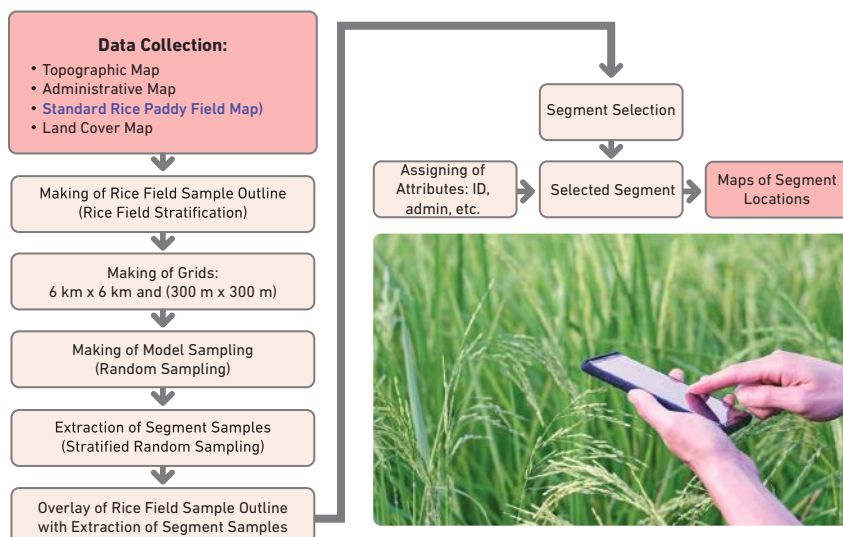 Data Collection:
• Topographic Map
• Administrative Map
• Standard Rice Paddy Field Map)
• Land Cover Map
Making of Rice Field Sample Outline
(Rice Field Stratification)
Making of Grids:
6 km x 6 km and (300 m x 300 m)
Making of Model Sampling
(Random Sampling)
Extraction of Segment Samples
(Stratified Random Sampling)
Overlay of Rice Field Sample Outline
with Extraction of Segment Samples
Segment Selection
Assigning of
Attributes: ID,
admin, etc.
Selected Segment
Maps of Segment
Locations